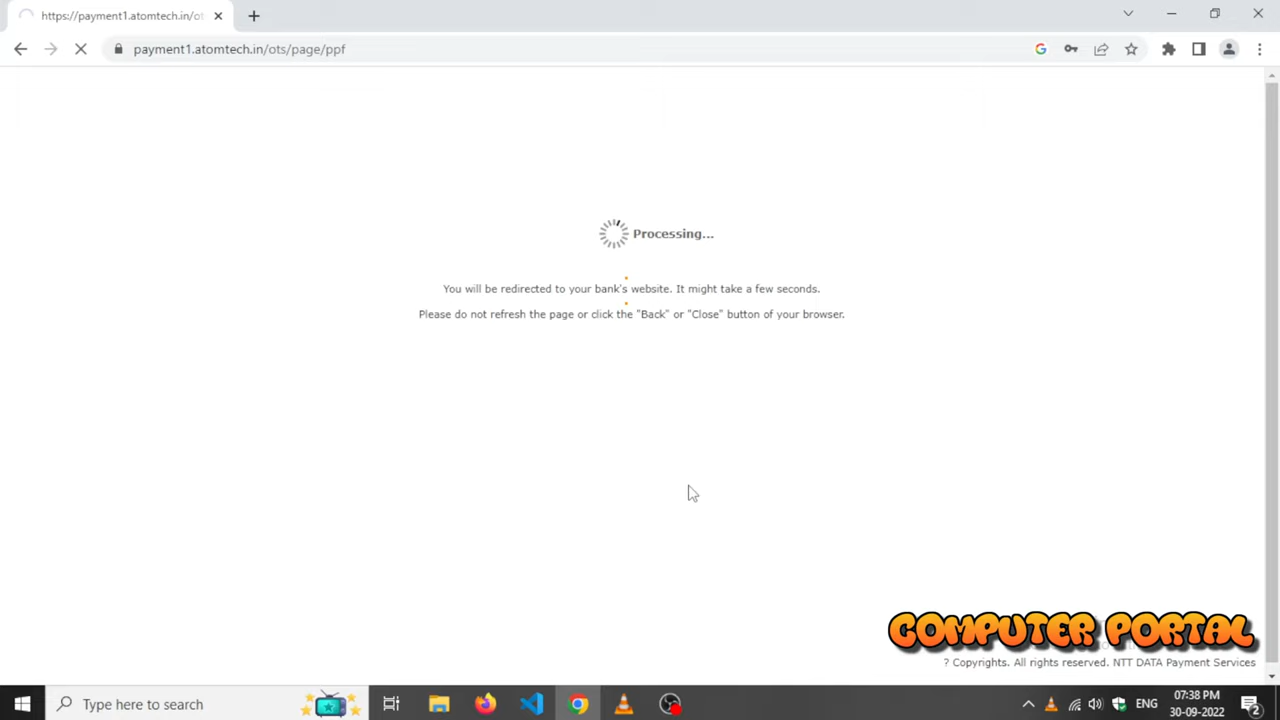 https://payment1.atomtech.in/ot
payment1.atomtech.in/ots/page/ppf
Processing...
You will be redirected to your bank's website. It might take a few seconds.
Please do not refresh the page or click the "Back" or "Close" button of your browser.
COMPUTER PORTAL
? Copyrights. All rights reserved. NTT DATA Payment Services
Type here to search
ENG
07:38 PM
30-09-2022
2